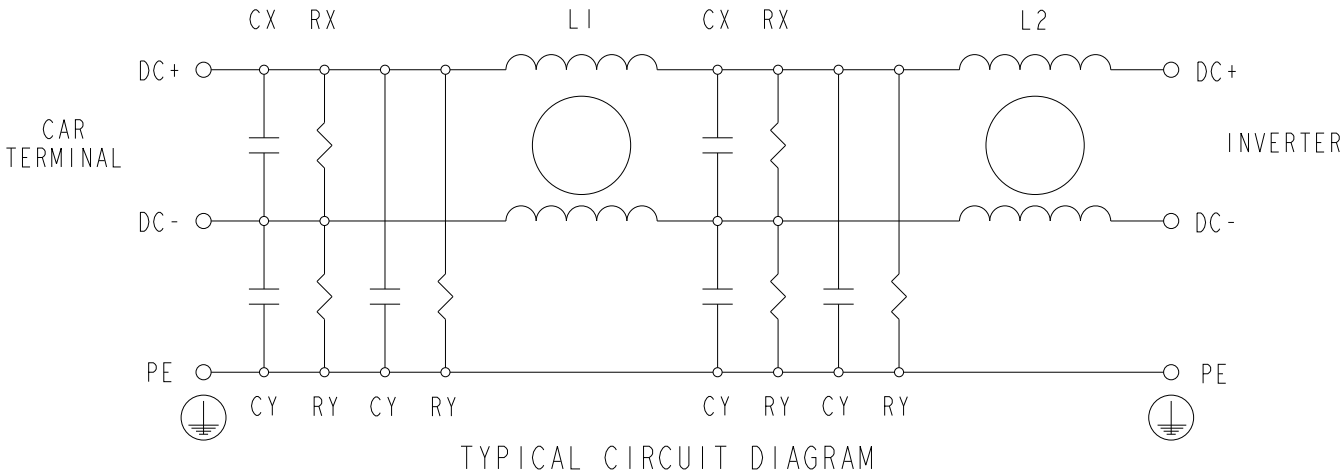 CX RX L1 CX RX L2
DC+ DC+
CAR
TERMINAL
INVERTER
DC- DC-
PE PE
CY RY CY RY CY RY CY RY
TYPICAL CIRCUIT DIAGRAM